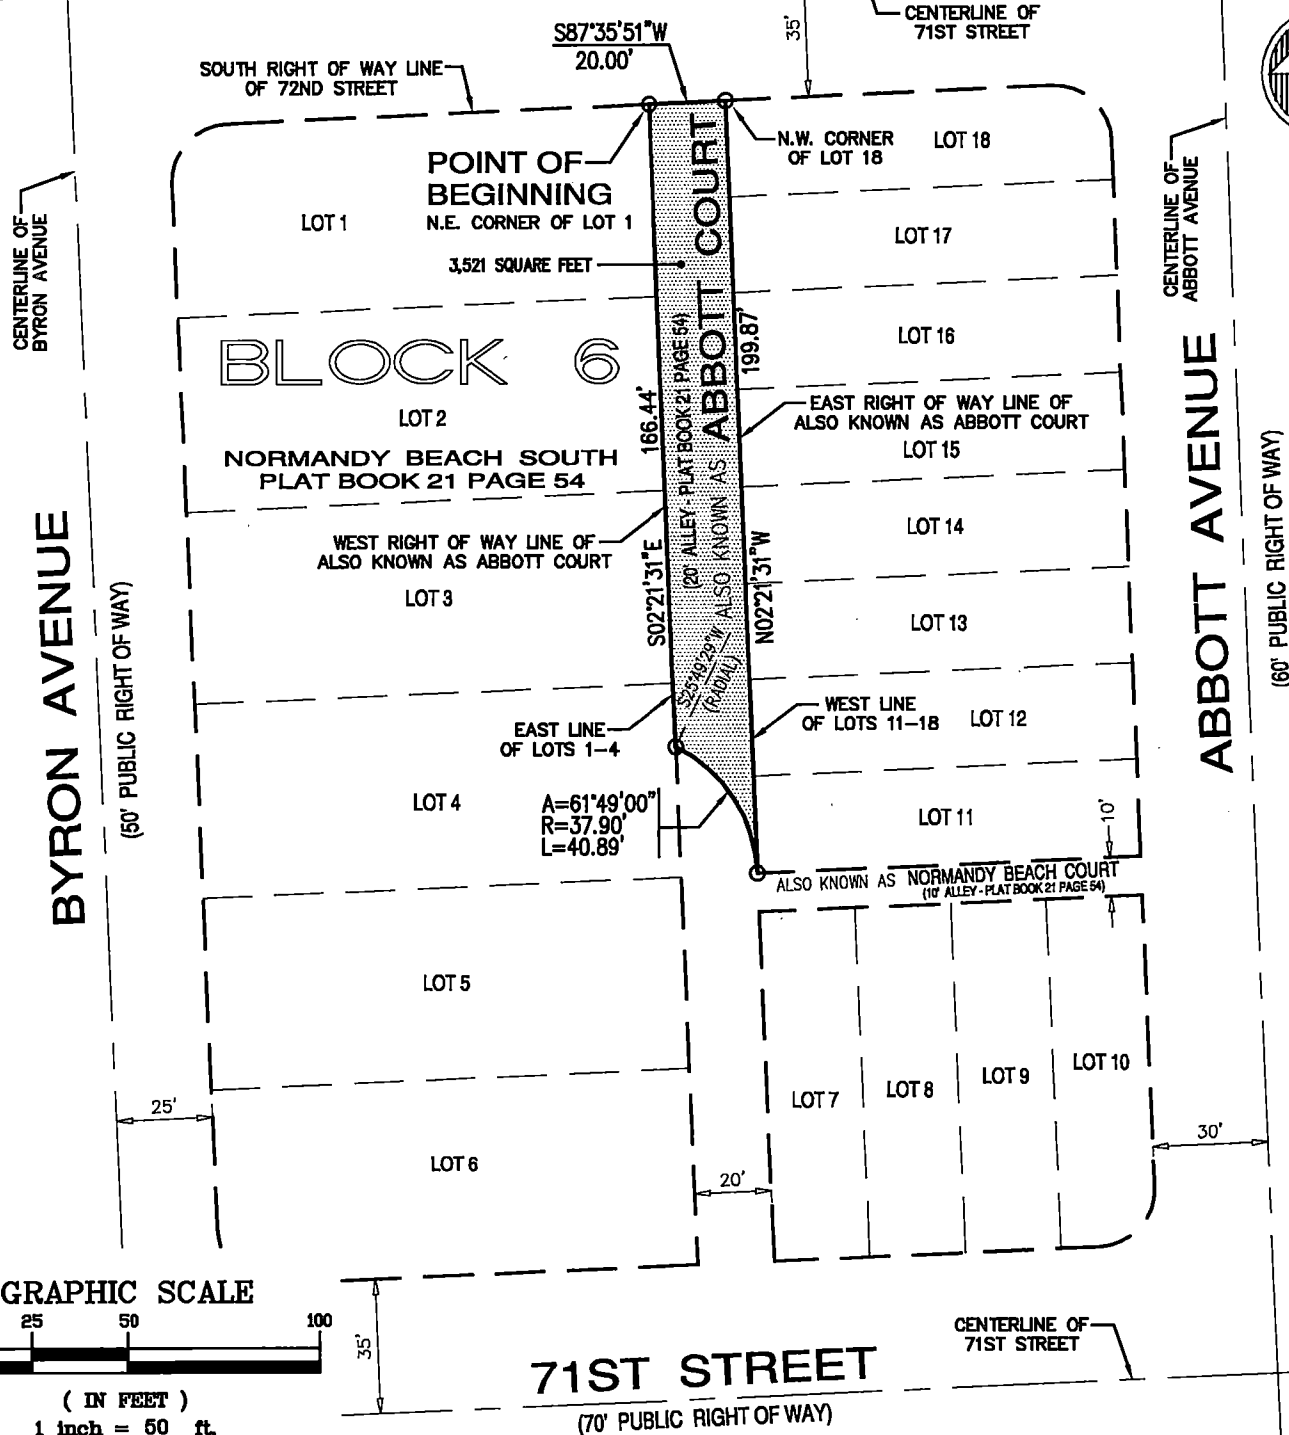 S87°35'51"W
20.00'
35'
CENTERLINE OF
71ST STREET
SOUTH RIGHT OF WAY LINE
OF 72ND STREET
POINT OF
BEGINNING
N.E. CORNER OF LOT 1
N.W. CORNER
OF LOT 18
LOT 18
CENTERLINE OF
BYRON AVENUE
CENTERLINE OF
ABBOTT AVENUE
LOT 1
LOT 17
3,521 SQUARE FEET
ABBOTT COURT
(20' ALLEY - PLAT BOOK 21 PAGE 54)
ALSO KNOWN AS
BLOCK 6
LOT 16
199.87'
166.44'
LOT 2
EAST RIGHT OF WAY LINE OF
ALSO KNOWN AS ABBOTT COURT
LOT 15
NORMANDY BEACH SOUTH
PLAT BOOK 21 PAGE 54
LOT 14
WEST RIGHT OF WAY LINE OF
ALSO KNOWN AS ABBOTT COURT
S02°21'31"E
N02°21'31"W
LOT 3
LOT 13
S25°49'29"W
(RADIAL)
BYRON AVENUE
(50' PUBLIC RIGHT OF WAY)
ABBOTT AVENUE
(60' PUBLIC RIGHT OF WAY)
EAST LINE
OF LOTS 1-4
WEST LINE
OF LOTS 11-18
LOT 12
LOT 4
A=61°49'00"
R=37.90'
L=40.89'
LOT 11
10'
ALSO KNOWN AS NORMANDY BEACH COURT
(10' ALLEY - PLAT BOOK 21 PAGE 54)
LOT 5
LOT 7
LOT 8
LOT 9
LOT 10
25'
30'
LOT 6
20'
GRAPHIC SCALE
25 50 100
( IN FEET )
1 inch = 50 ft.
35'
71ST STREET
(70' PUBLIC RIGHT OF WAY)
CENTERLINE OF
71ST STREET